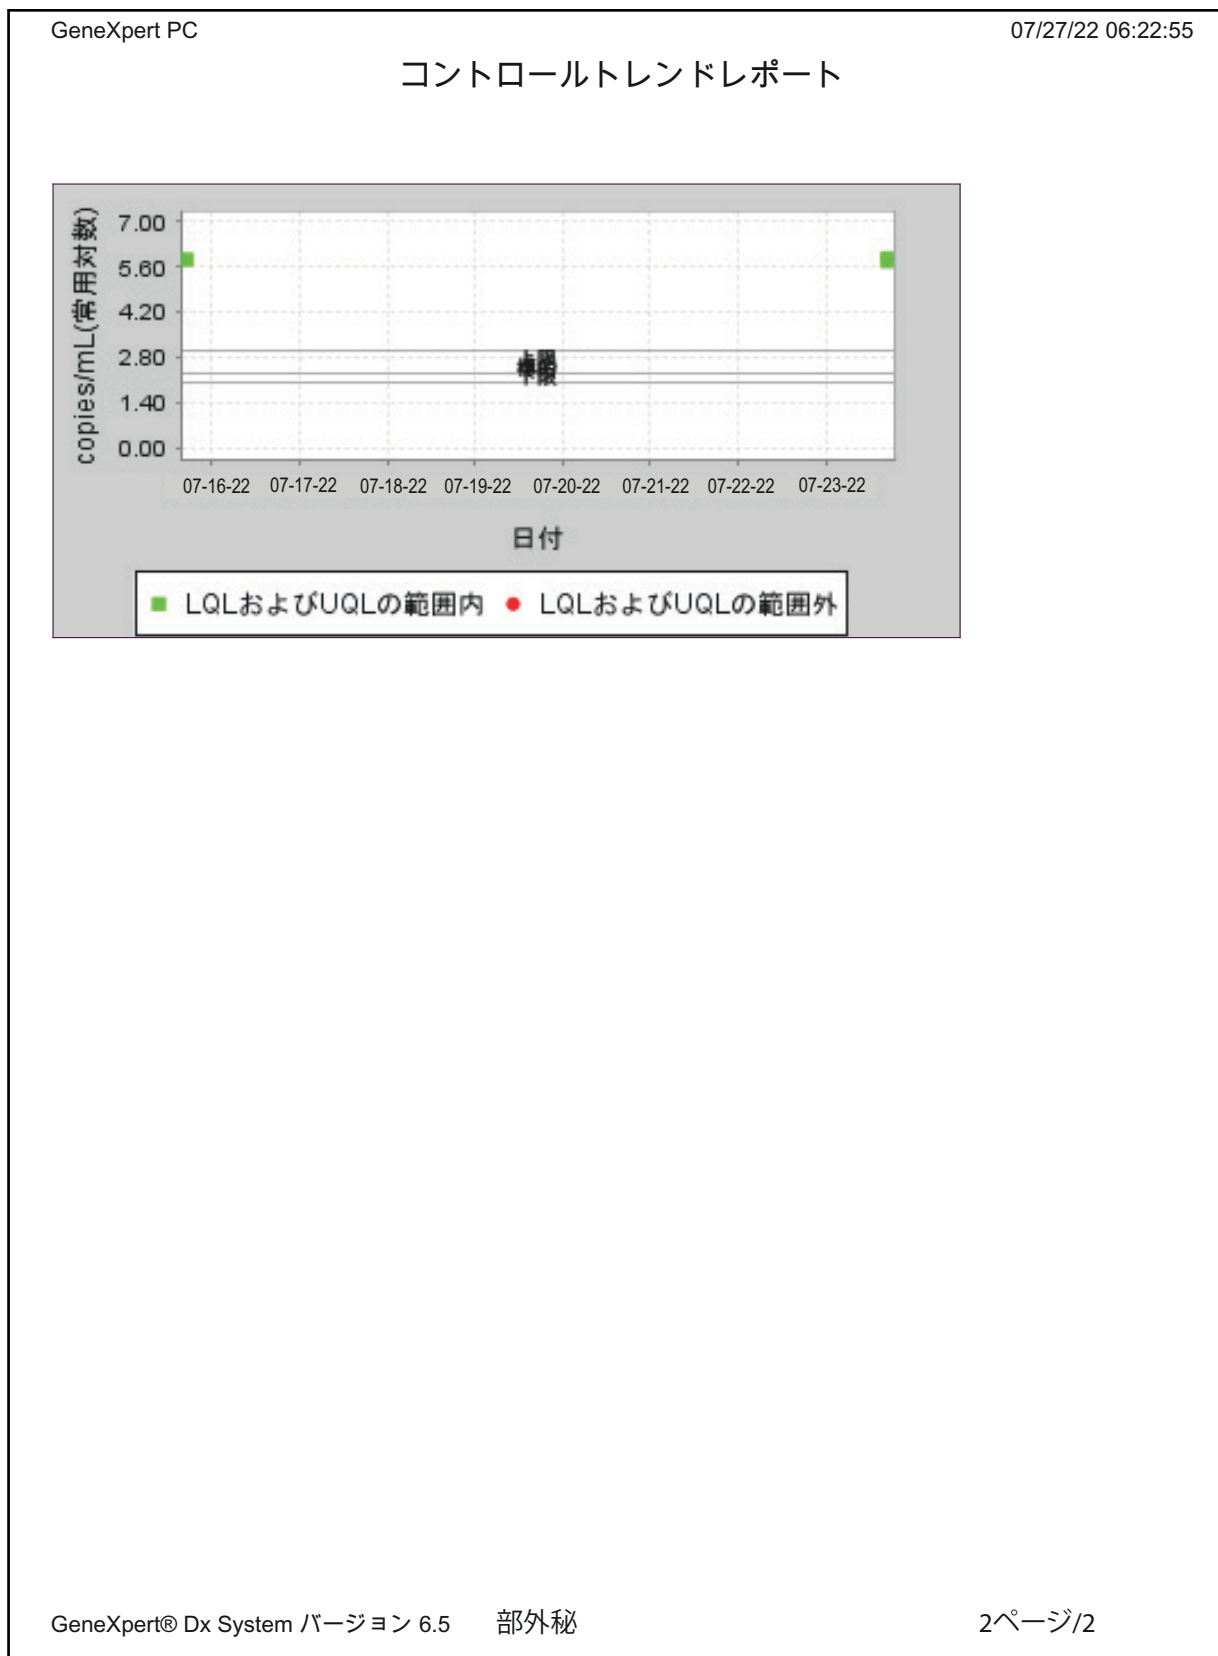 GeneXpert PC 07/27/22 06:22:55
コントロールトレンドレポート
copies/mL(常用対数)
7.00
5.60
4.20
2.80
1.40
0.00
07-16-22 07-17-22 07-18-22 07-19-22 07-20-22 07-21-22 07-22-22 07-23-22
日付
LQLおよびUQLの範囲内 LQLおよびUQLの範囲外
GeneXpert® Dx System バージョン 6.5 部外秘 2ページ/2